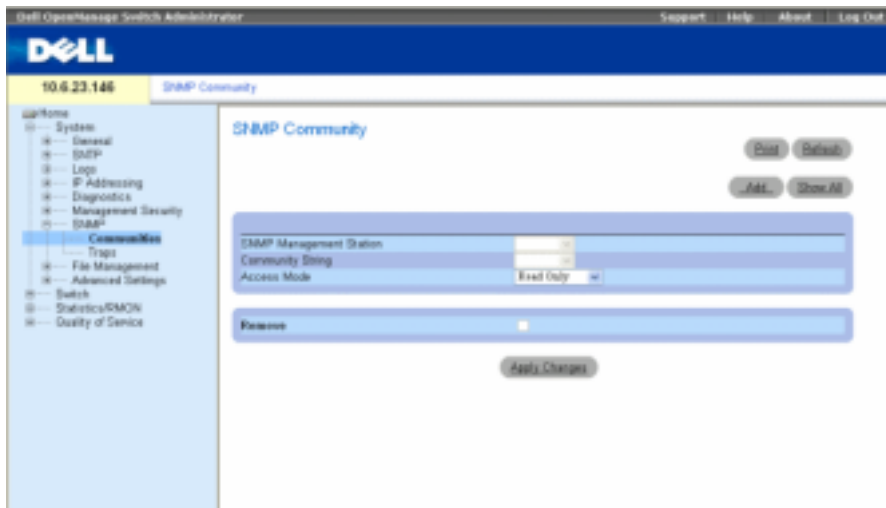 Dell OpenManage Switch Administrator
Support Help About Log Out
DELL
10.6.23.146
SNMP Community
Home
System
General
SNTP
Logs
IP Addressing
Diagnostics
Management Security
SNMP
Communities
Traps
File Management
Advanced Settings
Switch
Statistics/RMON
Quality of Service
SNMP Community
Print Refresh
Add Show All
SNMP Management Station
Community String
Access Mode Read Only
Remove
Apply Changes